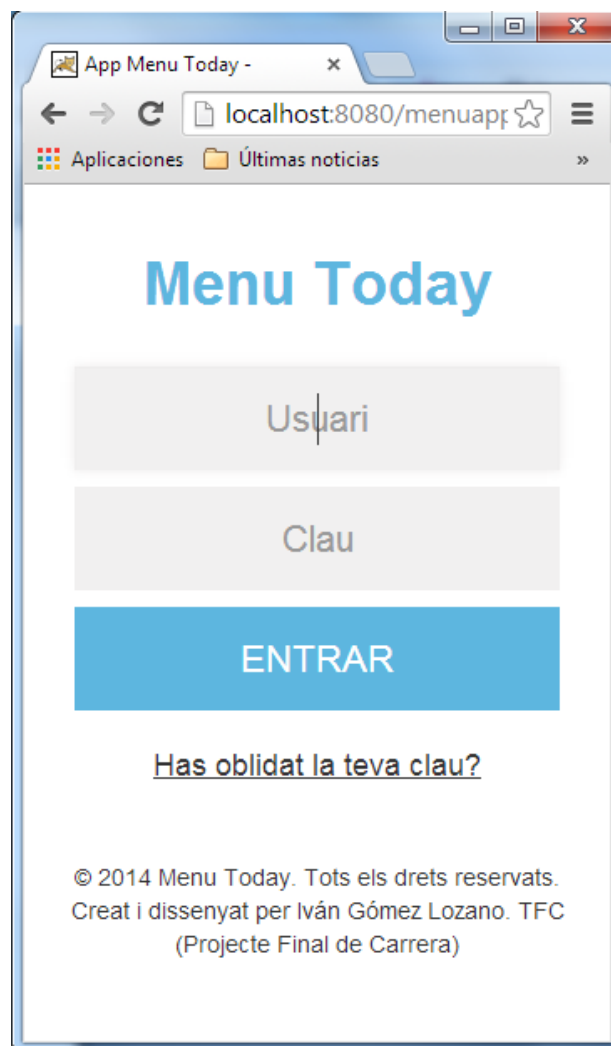 App Menu Today -
localhost:8080/menuapp
Aplicaciones Últimas noticias »
Menu Today
Usuari
Clau
ENTRAR
Has oblidat la teva clau?
© 2014 Menu Today. Tots els drets reservats.
Creat i dissenyat per Iván Gómez Lozano. TFC
(Projecte Final de Carrera)